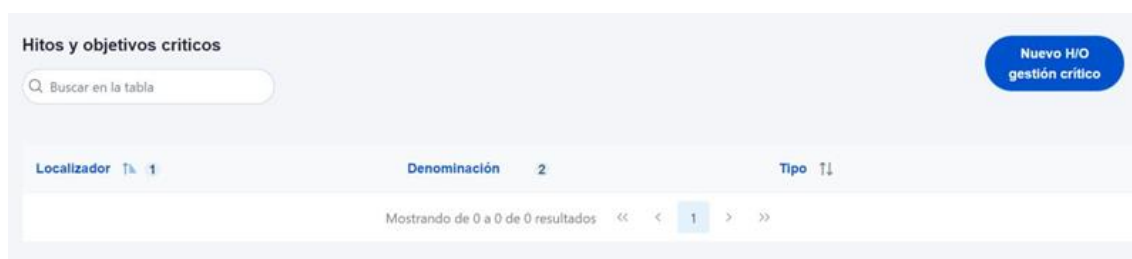 Hitos y objetivos criticos
Nuevo H/O
gestión crítico
Buscar en la tabla
Localizador 1 Denominación 2 Tipo
Mostrando de 0 a 0 de 0 resultados << < 1 > >>